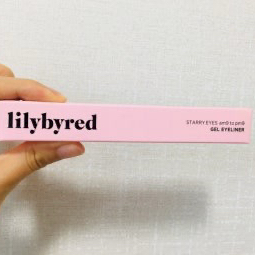 lilybyred
STARRY EYES am9 to pm9
GEL EYELINER